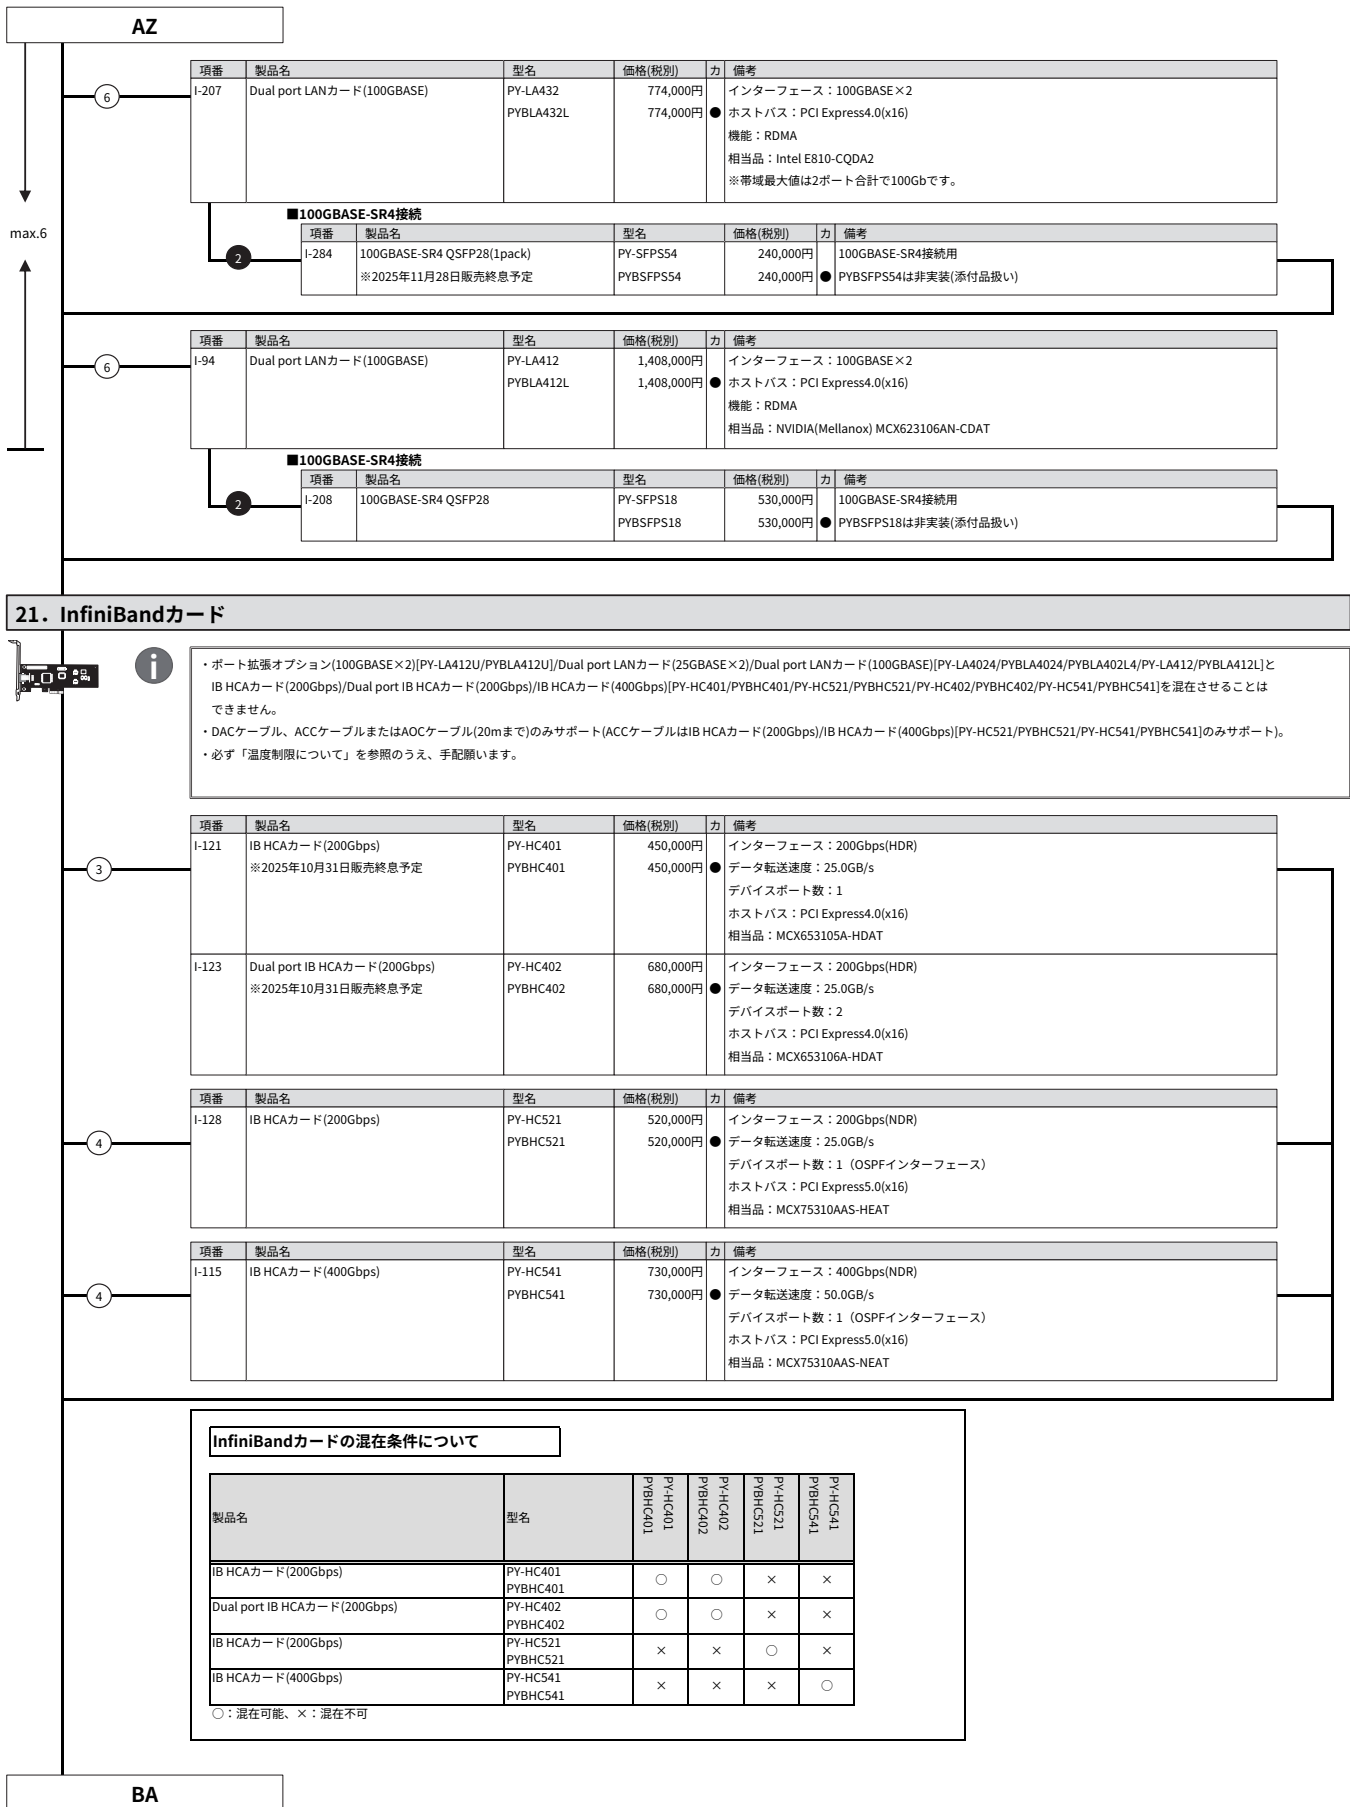 AZ
項番 製品名 型名 価格(税別) カ 備考
6 I-207 Dual port LANカード(100GBASE) PY-LA432 774,000円 インターフェース：100GBASE×2
PYBLA432L 774,000円 ● ホストバス：PCI Express4.0(x16)
機能：RDMA
相当品：Intel E810-CQDA2
※帯域最大値は2ポート合計で100Gbです。
max.6
■100GBASE-SR4接続
項番 製品名 型名 価格(税別) カ 備考
2 I-284 100GBASE-SR4 QSFP28(1pack) PY-SFPS54 240,000円 100GBASE-SR4接続用
※2025年11月28日販売終息予定 PYBSFPS54 240,000円 ● PYBSFPS54は非実装(添付品扱い)
項番 製品名 型名 価格(税別) カ 備考
6 I-94 Dual port LANカード(100GBASE) PY-LA412 1,408,000円 インターフェース：100GBASE×2
PYBLA412L 1,408,000円 ● ホストバス：PCI Express4.0(x16)
機能：RDMA
相当品：NVIDIA(Mellanox) MCX623106AN-CDAT
■100GBASE-SR4接続
項番 製品名 型名 価格(税別) カ 備考
2 I-208 100GBASE-SR4 QSFP28 PY-SFPS18 530,000円 100GBASE-SR4接続用
PYBSFPS18 530,000円 ● PYBSFPS18は非実装(添付品扱い)
21．InfiniBandカード
・ポート拡張オプション(100GBASE×2)[PY-LA412U/PYBLA412U]/Dual port LANカード(25GBASE×2)/Dual port LANカード(100GBASE)[PY-LA4024/PYBLA4024/PYBLA402L4/PY-LA412/PYBLA412L]と
IB HCAカード(200Gbps)/Dual port IB HCAカード(200Gbps)/IB HCAカード(400Gbps)[PY-HC401/PYBHC401/PY-HC521/PYBHC521/PY-HC402/PYBHC402/PY-HC541/PYBHC541]を混在させることは
できません。
・DACケーブル、ACCケーブルまたはAOCケーブル(20mまで)のみサポート(ACCケーブルはIB HCAカード(200Gbps)/IB HCAカード(400Gbps)[PY-HC521/PYBHC521/PY-HC541/PYBHC541]のみサポート)。
・必ず「温度制限について」を参照のうえ、手配願います。
項番 製品名 型名 価格(税別) カ 備考
3 I-121 IB HCAカード(200Gbps) PY-HC401 450,000円 インターフェース：200Gbps(HDR)
※2025年10月31日販売終息予定 PYBHC401 450,000円 ● データ転送速度：25.0GB/s
デバイスポート数：1
ホストバス：PCI Express4.0(x16)
相当品：MCX653105A-HDAT
I-123 Dual port IB HCAカード(200Gbps) PY-HC402 680,000円 インターフェース：200Gbps(HDR)
※2025年10月31日販売終息予定 PYBHC402 680,000円 ● データ転送速度：25.0GB/s
デバイスポート数：2
ホストバス：PCI Express4.0(x16)
相当品：MCX653106A-HDAT
項番 製品名 型名 価格(税別) カ 備考
4 I-128 IB HCAカード(200Gbps) PY-HC521 520,000円 インターフェース：200Gbps(NDR)
PYBHC521 520,000円 ● データ転送速度：25.0GB/s
デバイスポート数：1（OSPFインターフェース）
ホストバス：PCI Express5.0(x16)
相当品：MCX75310AAS-HEAT
項番 製品名 型名 価格(税別) カ 備考
4 I-115 IB HCAカード(400Gbps) PY-HC541 730,000円 インターフェース：400Gbps(NDR)
PYBHC541 730,000円 ● データ転送速度：50.0GB/s
デバイスポート数：1（OSPFインターフェース）
ホストバス：PCI Express5.0(x16)
相当品：MCX75310AAS-NEAT
InfiniBandカードの混在条件について
製品名 型名 PY-HC401 PYBHC401 PY-HC402 PYBHC402 PY-HC521 PYBHC521 PY-HC541 PYBHC541
IB HCAカード(200Gbps) PY-HC401 PYBHC401 ○ ○ × ×
Dual port IB HCAカード(200Gbps) PY-HC402 PYBHC402 ○ ○ × ×
IB HCAカード(200Gbps) PY-HC521 PYBHC521 × × ○ ×
IB HCAカード(400Gbps) PY-HC541 PYBHC541 × × × ○
○：混在可能、×：混在不可
BA